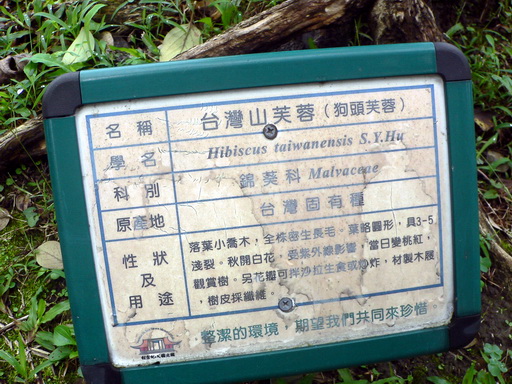 名稱 台灣山芙蓉（狗頭芙蓉）
學名 Hibiscus taiwanensis S.Y.Hu
科別 錦葵科 Malvaceae
原產地 台灣固有種
性狀及用途
落葉小喬木，全株密生長毛。葉略圓形，具3-5
淺裂。秋開白花，受紫外線影響，當日變桃紅，
觀賞樹。另花瓣可拌沙拉生食或油炸，材製木屐
，樹皮採纖維。
整潔的環境，期望我們共同來珍惜